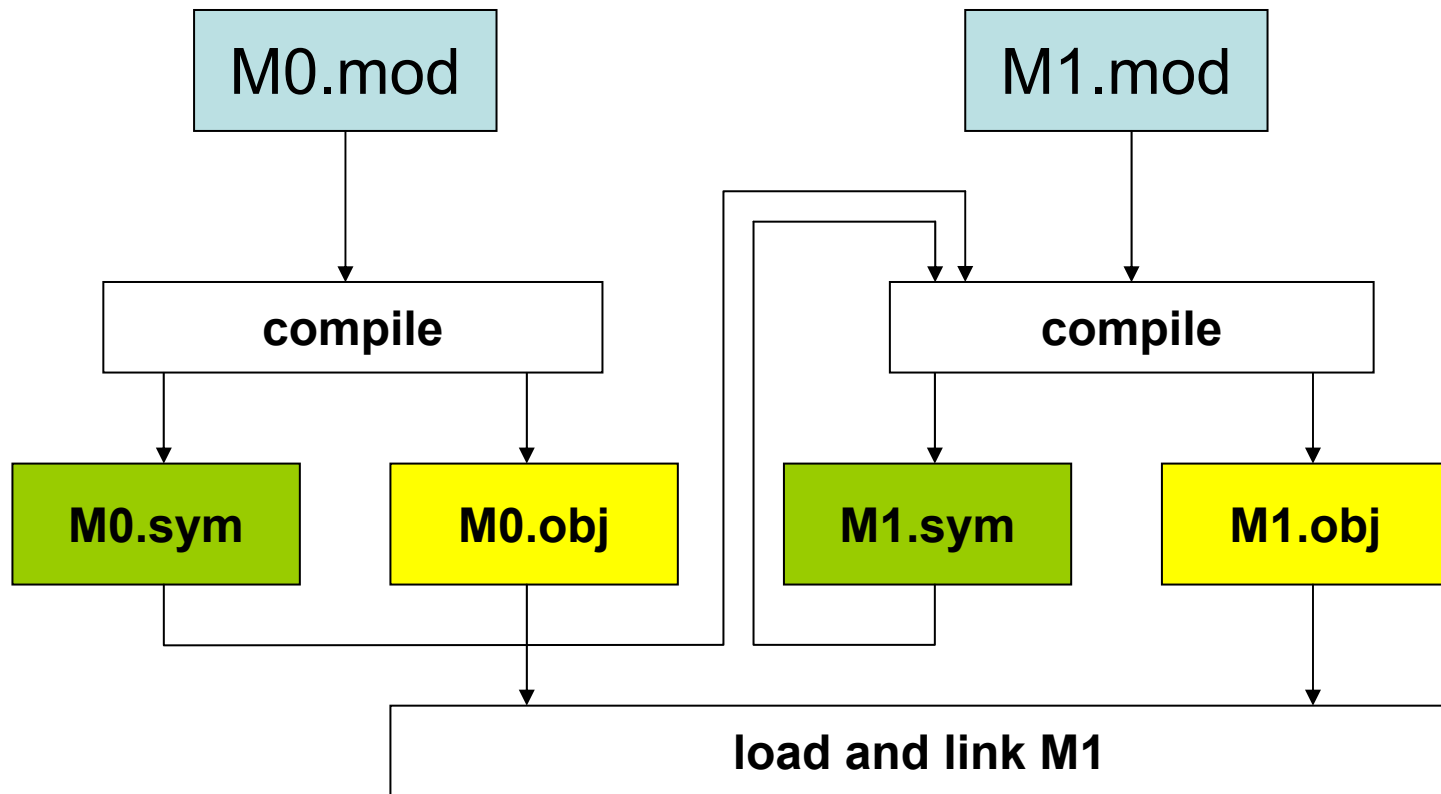 M0.mod
M1.mod
compile
compile
M0.sym
M0.obj
M1.sym
M1.obj
load and link M1